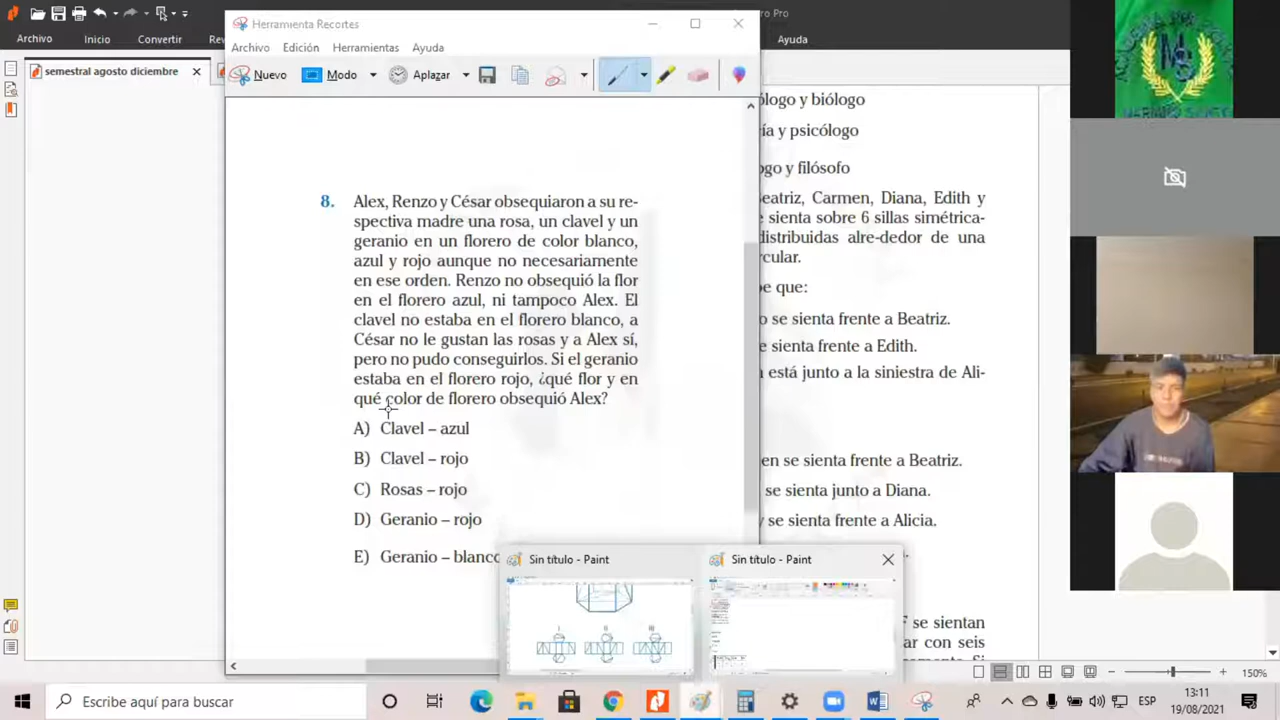 Herramienta Recortes
Pro
Archivo Inicio Convertir
Ayuda
Archivo Edición Herramientas Ayuda
semestral agosto diciembre
Nuevo Modo Aplazar
ólogo y biólogo
ía y psicólogo
ogo y filósofo
eatriz, Carmen, Diana, Edith y
e sienta sobre 6 sillas simétrica-
distribuidas alre-dedor de una
rcular.
be que:
o se sienta frente a Beatriz.
e sienta frente a Edith.
n está junto a la siniestra de Ali-
en se sienta frente a Beatriz.
se sienta junto a Diana.
y se sienta frente a Alicia.
8. Alex, Renzo y César obsequiaron a su re-
spectiva madre una rosa, un clavel y un
geranio en un florero de color blanco,
azul y rojo aunque no necesariamente
en ese orden. Renzo no obsequió la flor
en el florero azul, ni tampoco Alex. El
clavel no estaba en el florero blanco, a
César no le gustan las rosas y a Alex sí,
pero no pudo conseguirlos. Si el geranio
estaba en el florero rojo, ¿qué flor y en
qué color de florero obsequió Alex?
A) Clavel – azul
B) Clavel – rojo
C) Rosas – rojo
D) Geranio – rojo
E) Geranio – blanco
Sin título - Paint
Sin título - Paint
F se sientan
ar con seis
150%
Escribe aquí para buscar
ESP
13:11
19/08/2021